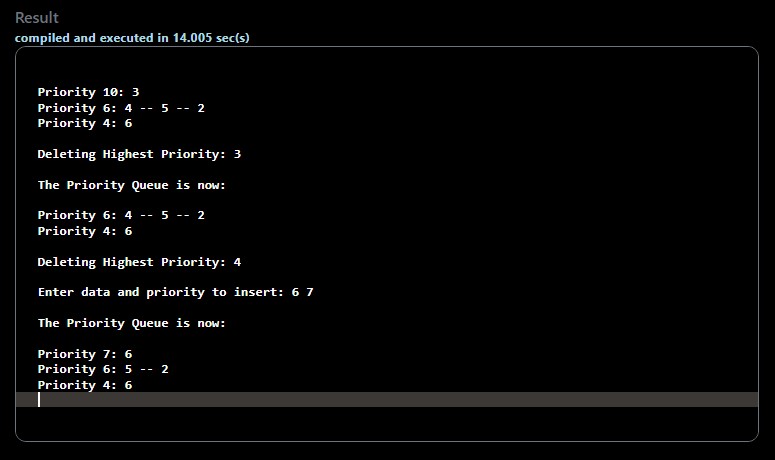 Result
compiled and executed in 14.005 sec(s)
Priority 10: 3
Priority 6: 4 -- 5 -- 2
Priority 4: 6
Deleting Highest Priority: 3
The Priority Queue is now:
Priority 6: 4 -- 5 -- 2
Priority 4: 6
Deleting Highest Priority: 4
Enter data and priority to insert: 6 7
The Priority Queue is now:
Priority 7: 6
Priority 6: 5 -- 2
Priority 4: 6